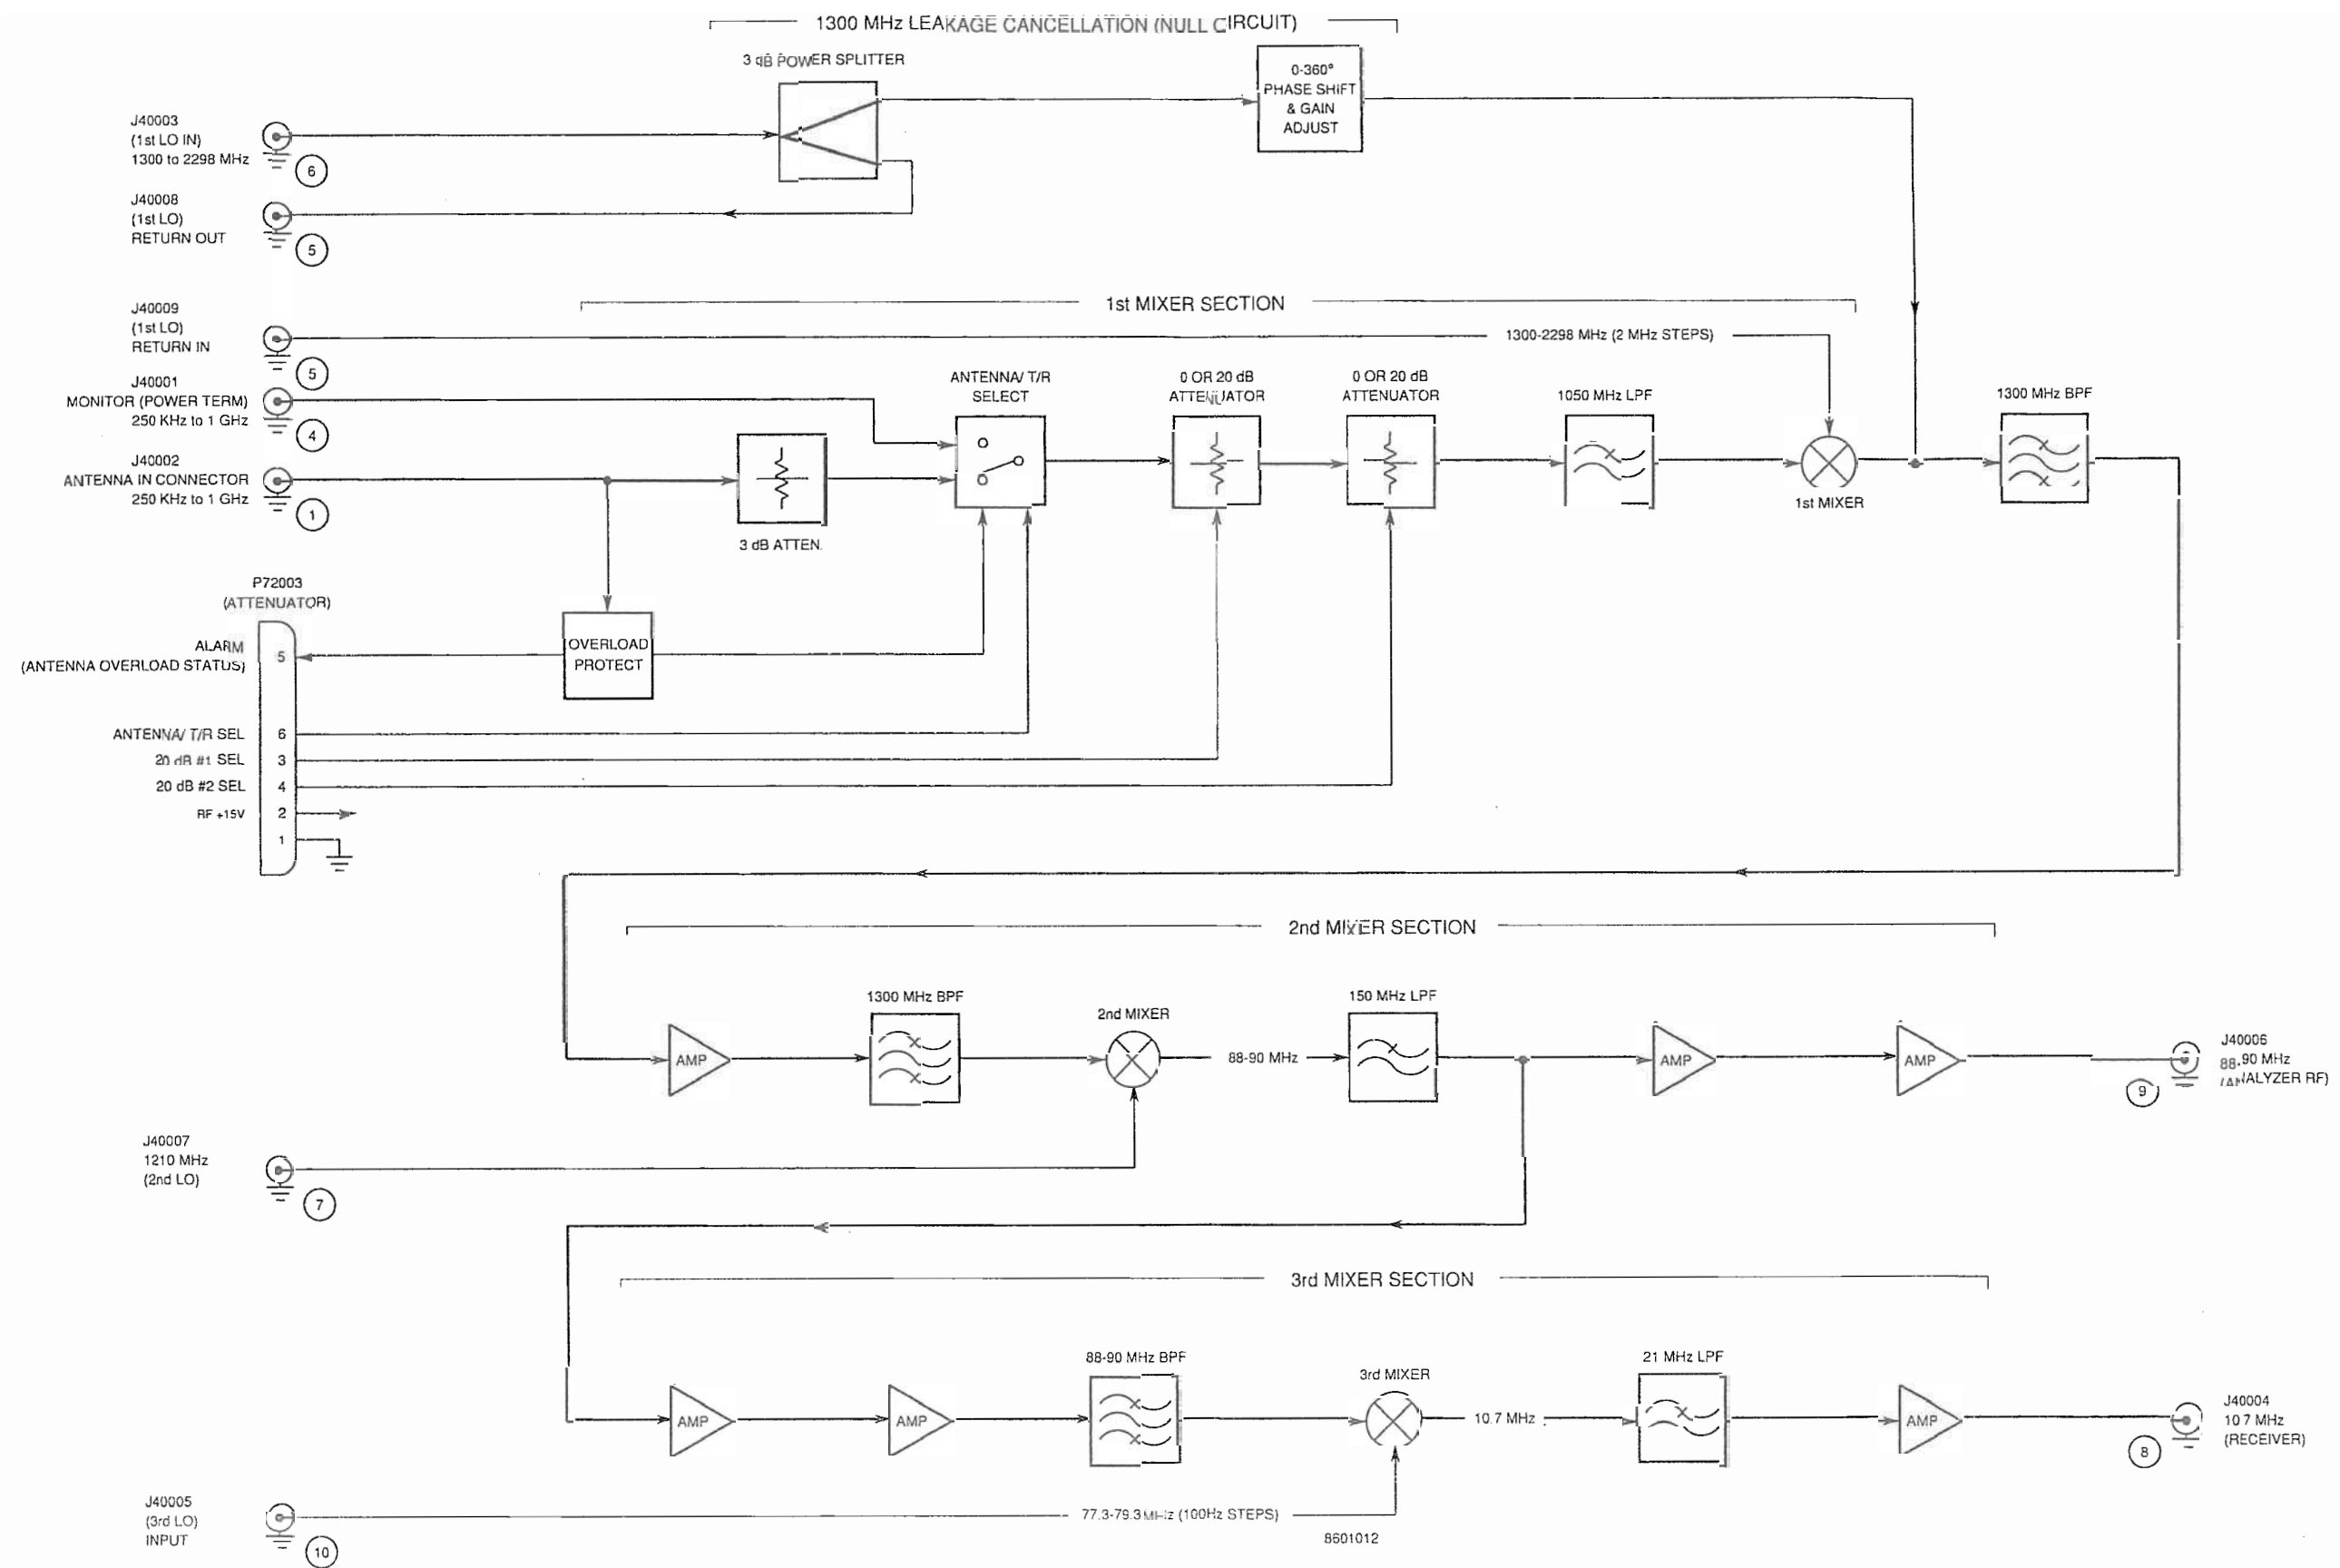 1300 MHz LEAKAGE CANCELLATION (NULL CIRCUIT)
3 dB POWER SPLITTER
0-360°
PHASE SHIFT
& GAIN
ADJUST
J40003
(1st LO IN)
1300 to 2298 MHz
6
J40008
(1st LO)
RETURN OUT
5
1st MIXER SECTION
J40009
(1st LO)
RETURN IN
5
1300-2298 MHz (2 MHz STEPS)
J40001
MONITOR (POWER TERM)
250 KHz to 1 GHz
4
ANTENNA/ T/R
SELECT
0 OR 20 dB
ATTENUATOR
0 OR 20 dB
ATTENUATOR
1050 MHz LPF
1300 MHz BPF
J40002
ANTENNA IN CONNECTOR
250 KHz to 1 GHz
1
3 dB ATTEN.
1st MIXER
P72003
(ATTENUATOR)
ALARM
(ANTENNA OVERLOAD STATUS)
5
OVERLOAD
PROTECT
ANTENNA/ T/R SEL 6
20 dB #1 SEL 3
20 dB #2 SEL 4
RF +15V 2
1
2nd MIXER SECTION
AMP
1300 MHz BPF
2nd MIXER
88-90 MHz
150 MHz LPF
AMP
AMP
J40006
88-90 MHz
(ANALYZER RF)
9
J40007
1210 MHz
(2nd LO)
7
3rd MIXER SECTION
AMP
AMP
88-90 MHz BPF
3rd MIXER
10.7 MHz
21 MHz LPF
AMP
J40004
10 7 MHz
(RECEIVER)
8
J40005
(3rd LO)
INPUT
10
77.3-79.3 MHz (100Hz STEPS)
8601012